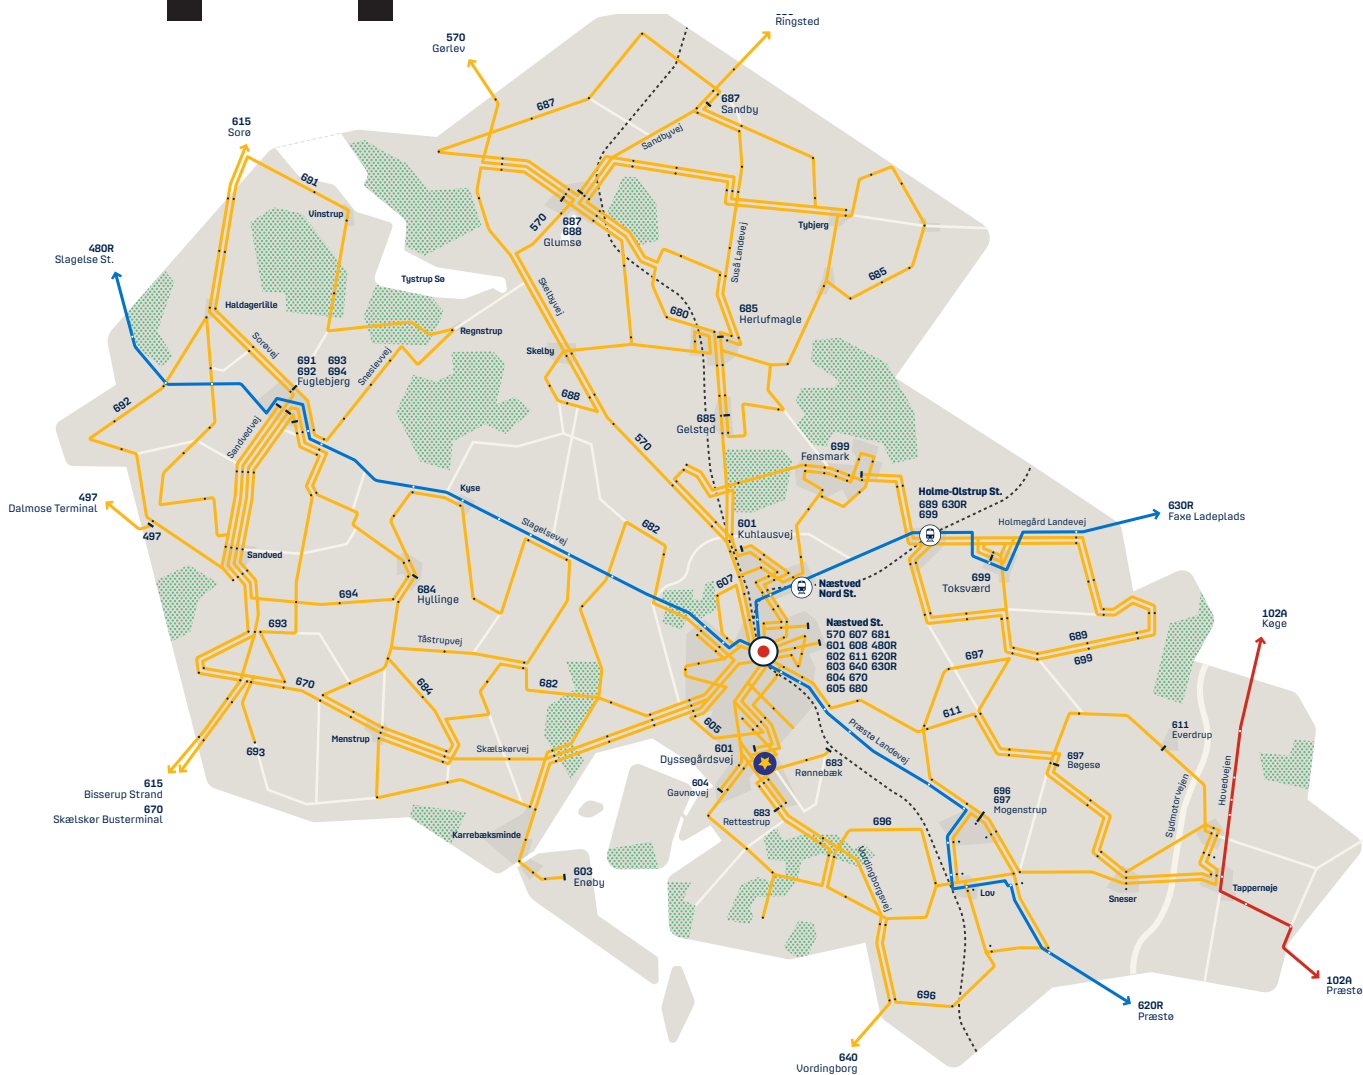 Ringsted
570
Gørlev
687
687
Sandby
Sandbyvej
615
Sorø
691
Vinstrup
570
687
688
Glumsø
Tybjerg
Suså Landevej
480R
Slagelse St.
Tystrup Sø
685
Haldagerlille
Skelbyvej
680
685
Herlufmagle
Sorøvej
Regnstrup
Skelby
691 693
692 694
Fuglebjerg
Sneslevvej
688
692
685
Gelsted
Sandvedvej
570
699
Fensmark
Kyse
Holme-Olstrup St.
689 630R
699
497
Dalmose Terminal
497
Slagelsevej
682
601
Kuhlausvej
Holmegård Landevej
630R
Faxe Ladeplads
Sandved
607
699
Toksværd
684
Hyllinge
Næstved
Nord St.
694
693
Næstved St.
570 607 681
601 608 480R
602 611 620R
603 640 630R
604 670
605 680
102A
Køge
Tåstrupvej
689
699
697
670
684
682
611
605
Præstø Landevej
611
Everdrup
Menstrup
693
Skælskørvej
601
Dyssegårdsvej
683
Rønnebæk
697
Bøgesø
615
Bisserup Strand
670
Skælskør Busterminal
604
Gavnøvej
696
697
Mogenstrup
Sydmotorvejen
Hovedvejen
683
Rettestrup
696
Karrebæksminde
Vordingborgsvej
603
Enøby
Lov
Sneser
Tappernøje
696
102A
Præstø
620R
Præstø
640
Vordingborg